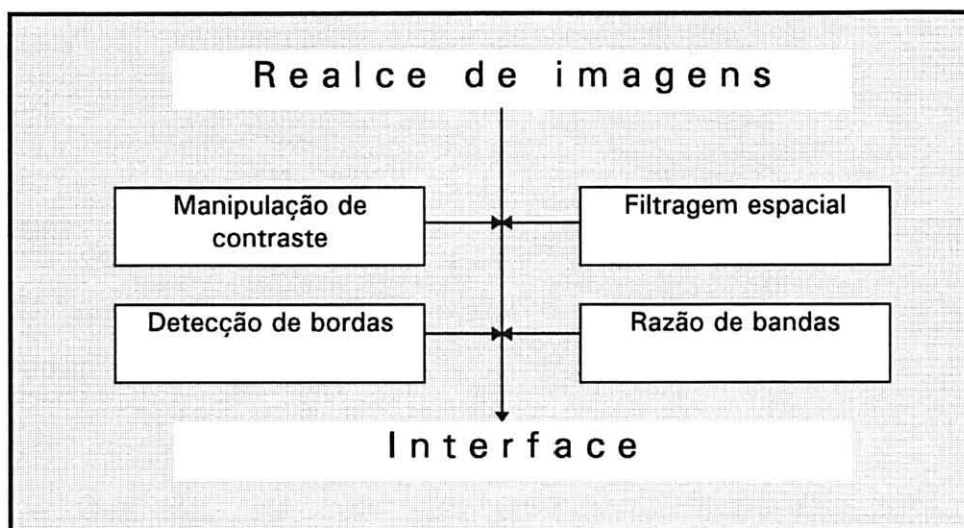 Realce de imagens
Manipulação de
contraste
Filtragem espacial
Detecção de bordas
Razão de bandas
Interface